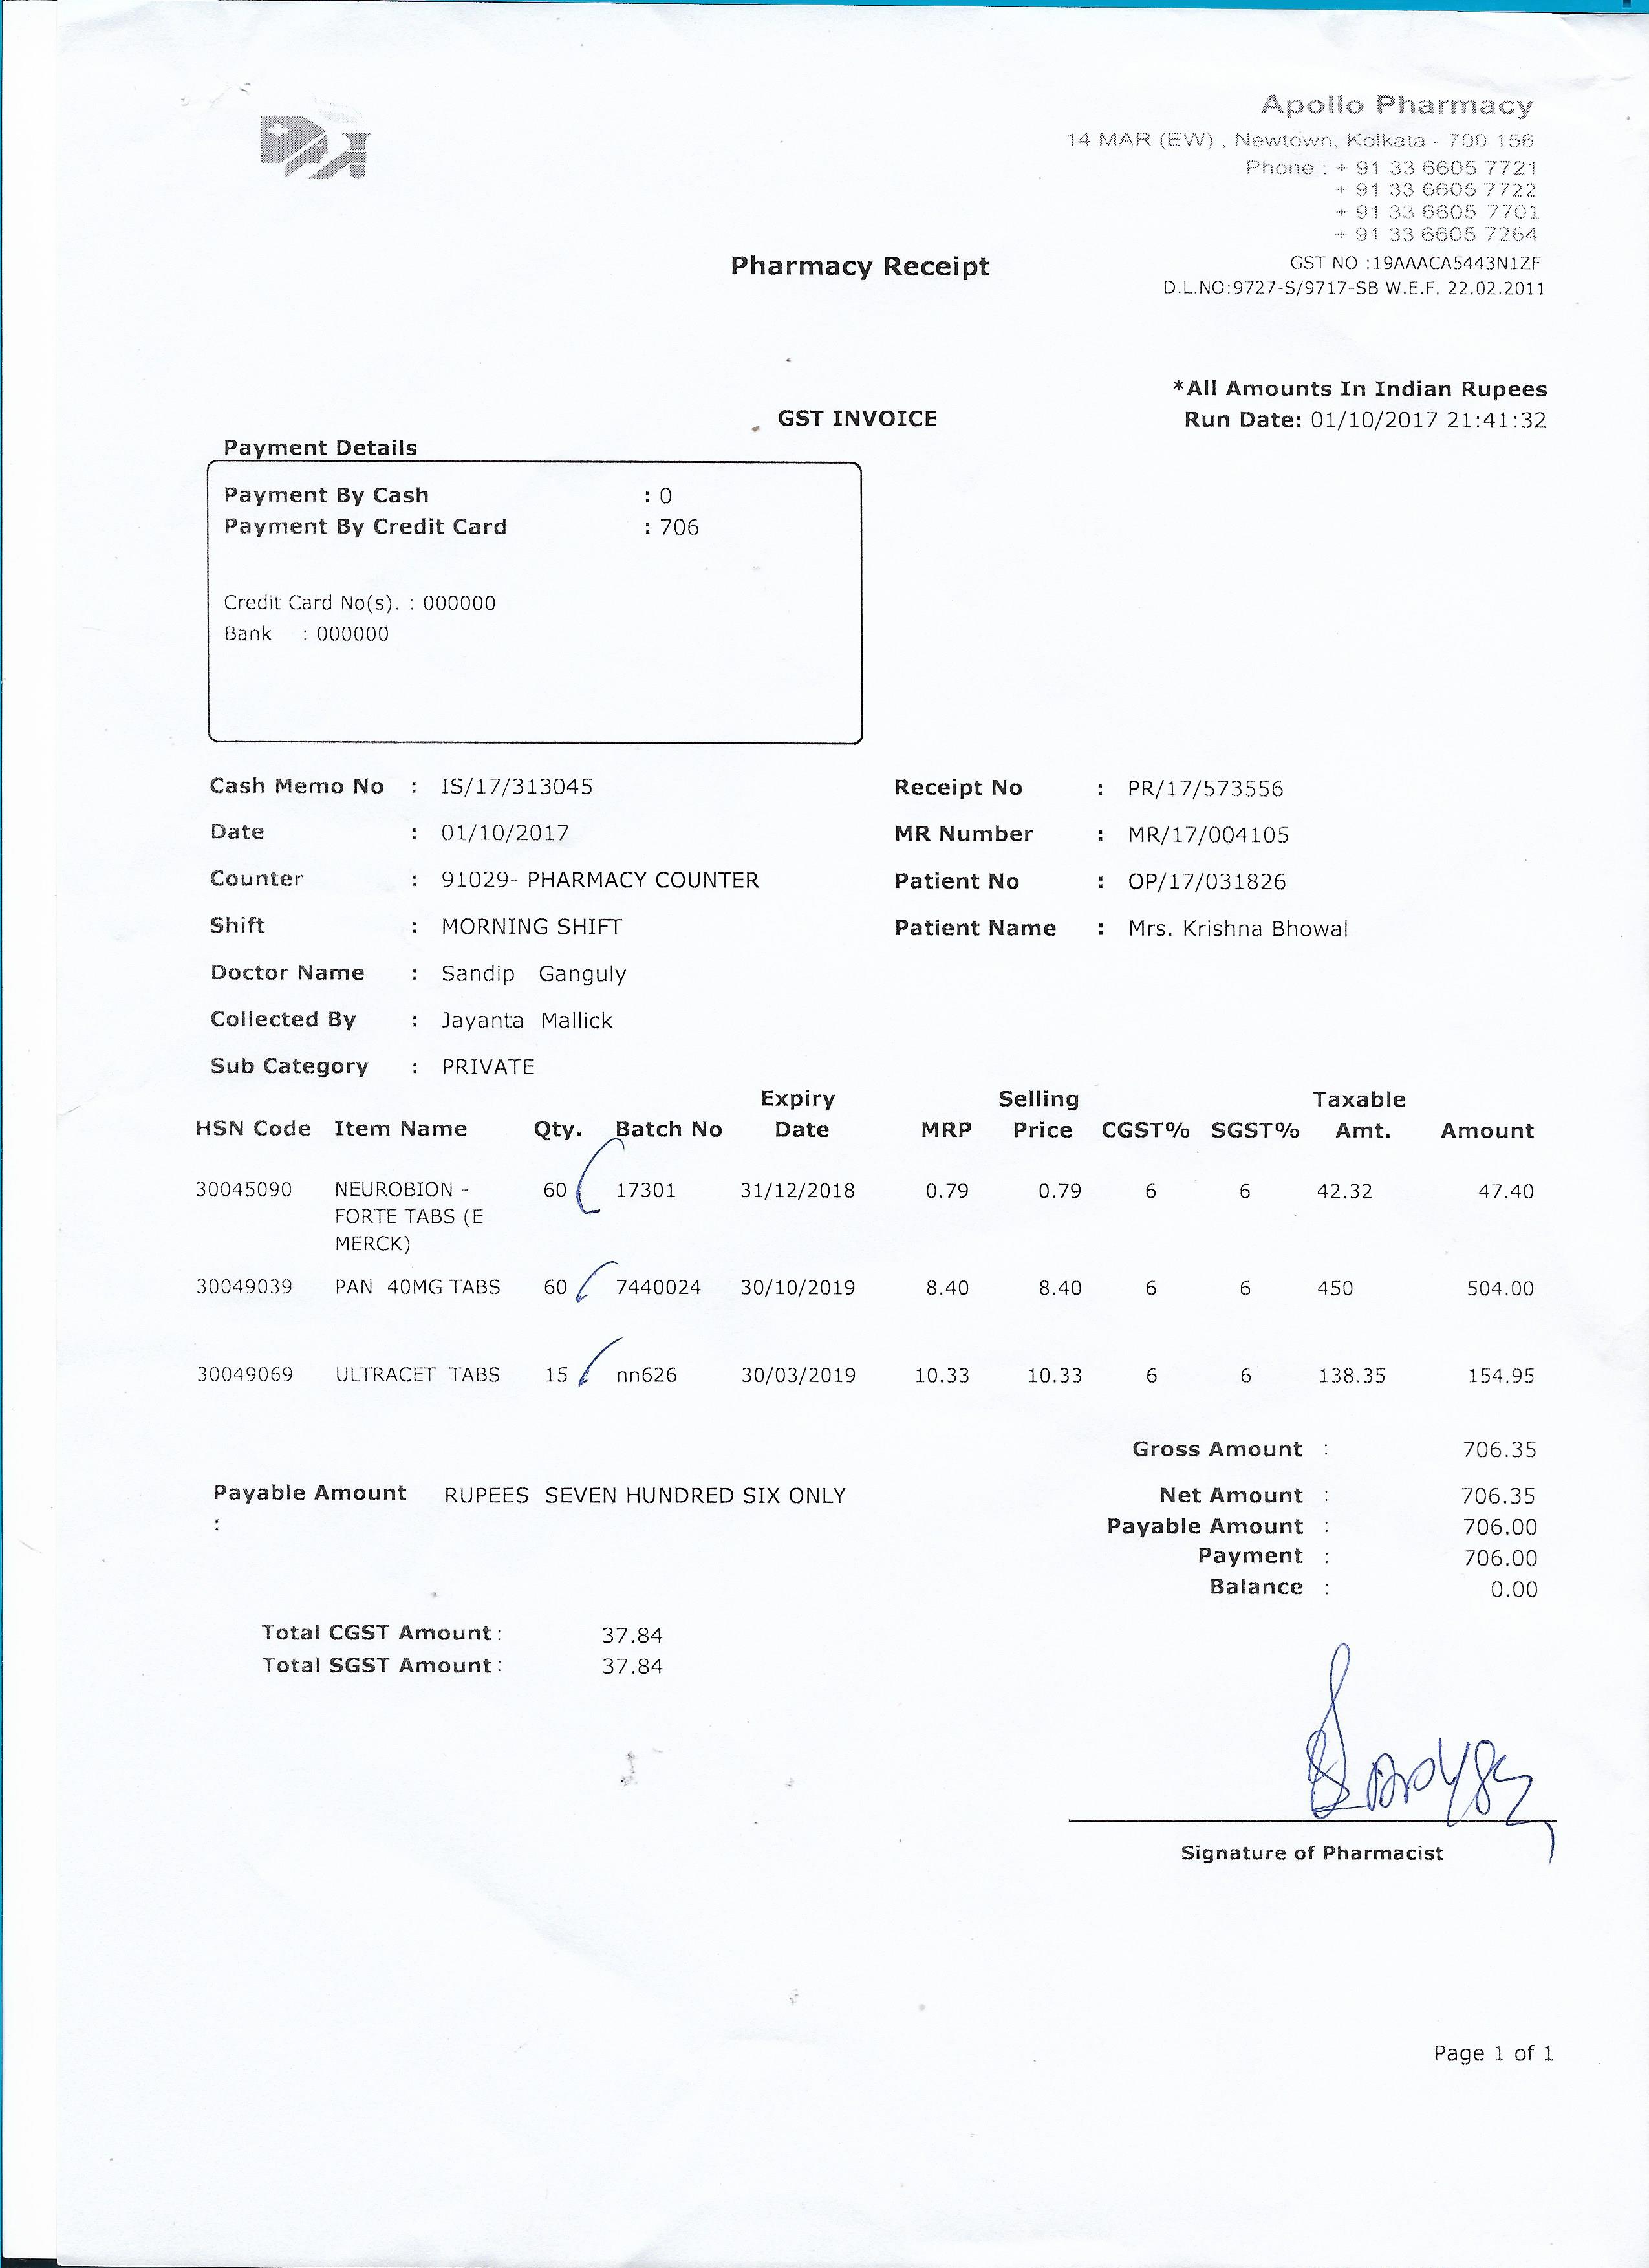 Apollo Pharmacy
14 MAR (EW) , Newtown, Kolkata - 700 156
Phone : + 91 33 6605 7721
+ 91 33 6605 7722
+ 91 33 6605 7701
+ 91 33 6605 7264
Pharmacy Receipt
GST NO :19AAACA5443N1ZF
D.L.NO:9727-S/9717-SB W.E.F. 22.02.2011
*All Amounts In Indian Rupees
GST INVOICE
Run Date: 01/10/2017 21:41:32
Payment Details
Payment By Cash : 0
Payment By Credit Card : 706
Credit Card No(s). : 000000
Bank : 000000
Cash Memo No : IS/17/313045 Receipt No : PR/17/573556
Date : 01/10/2017 MR Number : MR/17/004105
Counter : 91029- PHARMACY COUNTER Patient No : OP/17/031826
Shift : MORNING SHIFT Patient Name : Mrs. Krishna Bhowal
Doctor Name : Sandip Ganguly
Collected By : Jayanta Mallick
Sub Category : PRIVATE
Expiry Selling Taxable
HSN Code Item Name Qty. Batch No Date MRP Price CGST% SGST% Amt. Amount
30045090 NEUROBION - 60 17301 31/12/2018 0.79 0.79 6 6 42.32 47.40
FORTE TABS (E
MERCK)
30049039 PAN 40MG TABS 60 7440024 30/10/2019 8.40 8.40 6 6 450 504.00
30049069 ULTRACET TABS 15 nn626 30/03/2019 10.33 10.33 6 6 138.35 154.95
Gross Amount : 706.35
Payable Amount RUPEES SEVEN HUNDRED SIX ONLY Net Amount : 706.35
:
Payable Amount : 706.00
Payment : 706.00
Balance : 0.00
Total CGST Amount: 37.84
Total SGST Amount: 37.84
Signature of Pharmacist
Page 1 of 1